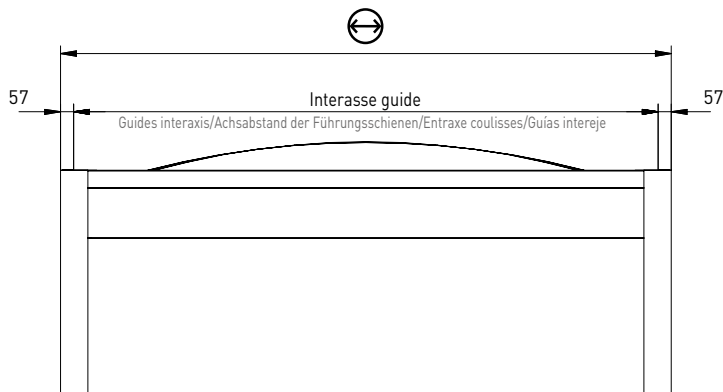 57
Interasse guide
57
Guides interaxis/Achsabstand der Führungsschienen/Entraxe coulisses/Guías intereje